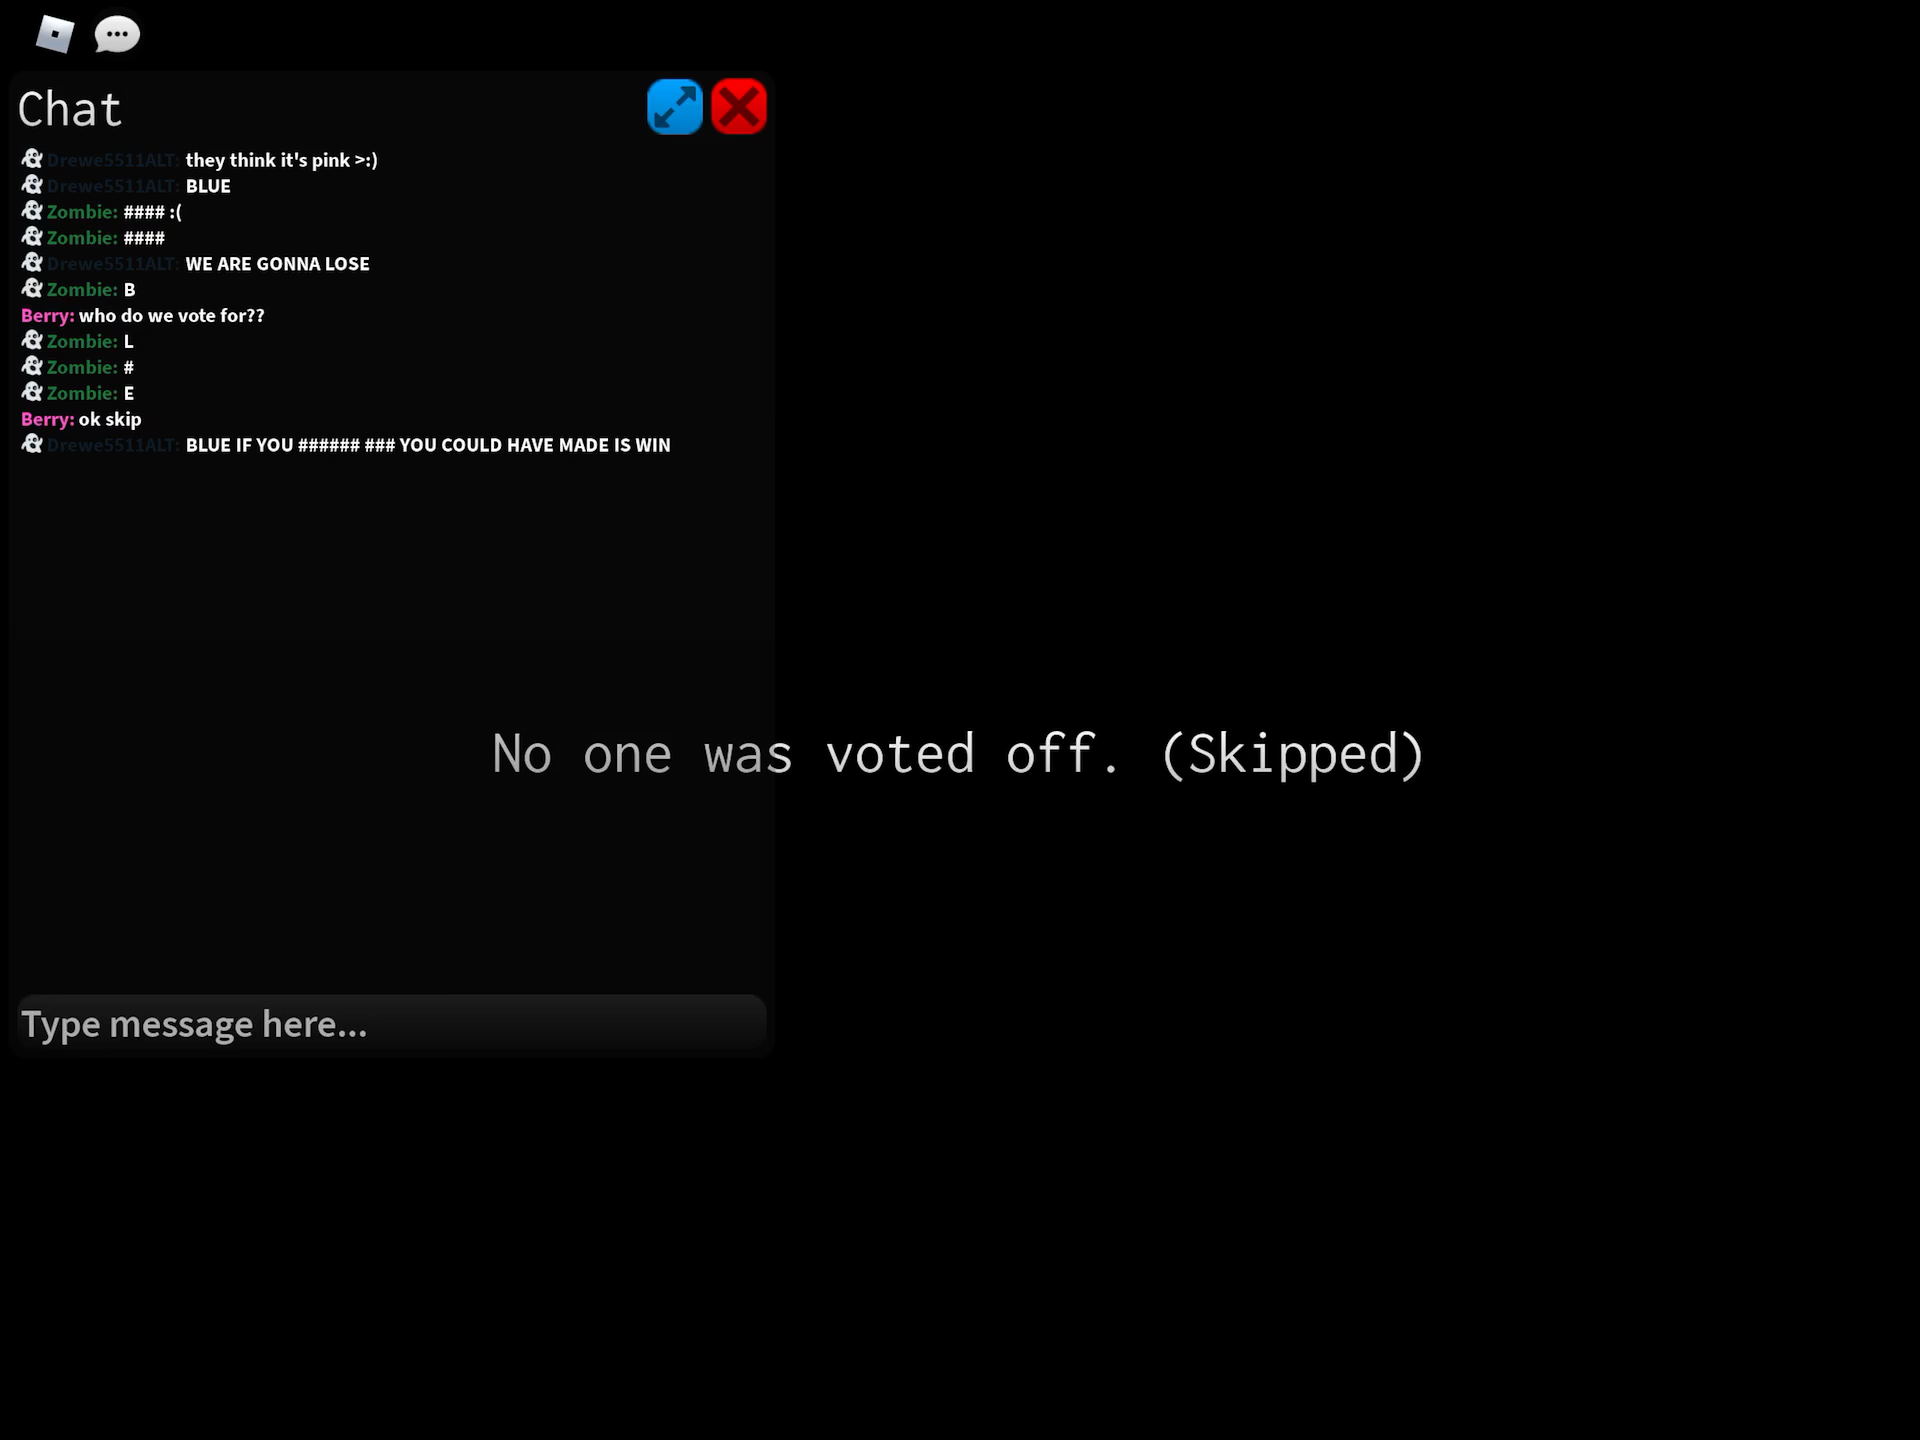 Chat
Drewe5511ALT: they think it's pink >:)
Drewe5511ALT: BLUE
Zombie: #### :(
Zombie: ####
Drewe5511ALT: WE ARE GONNA LOSE
Zombie: B
Berry: who do we vote for??
Zombie: L
Zombie: #
Zombie: E
Berry: ok skip
Drewe5511ALT: BLUE IF YOU ###### ### YOU COULD HAVE MADE IS WIN
No one was voted off. (Skipped)
Type message here...